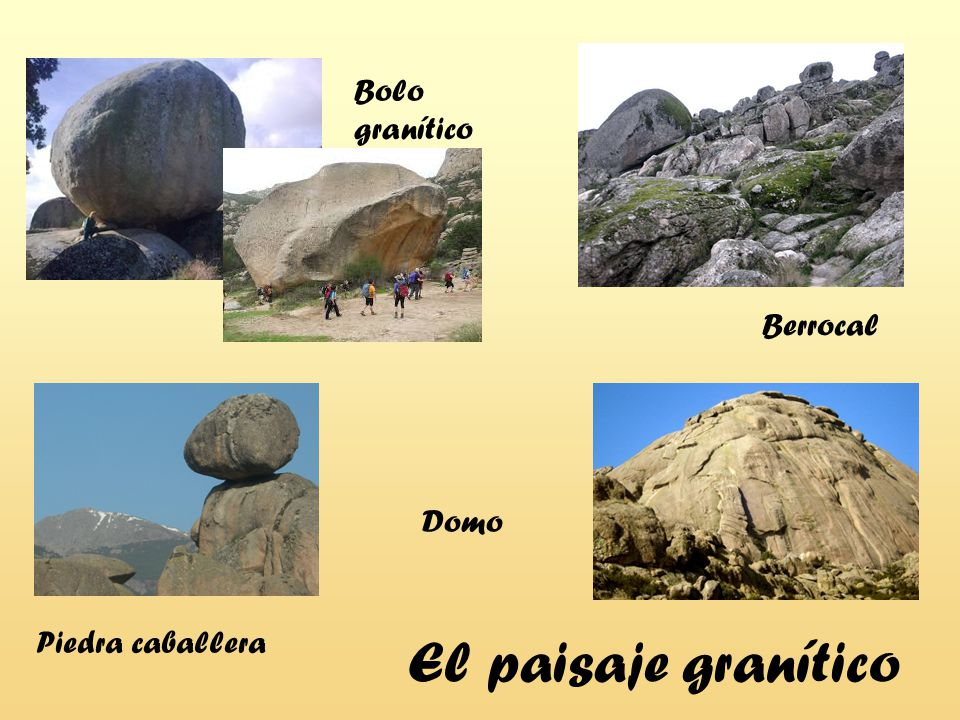 Bolo
granítico
Berrocal
Domo
Piedra caballera
El paisaje granítico